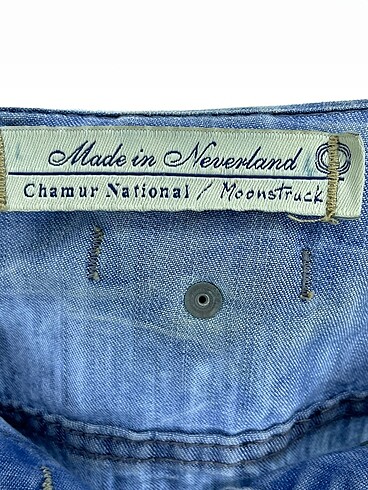 Made in Neverland
Chamur National / Moonstruck